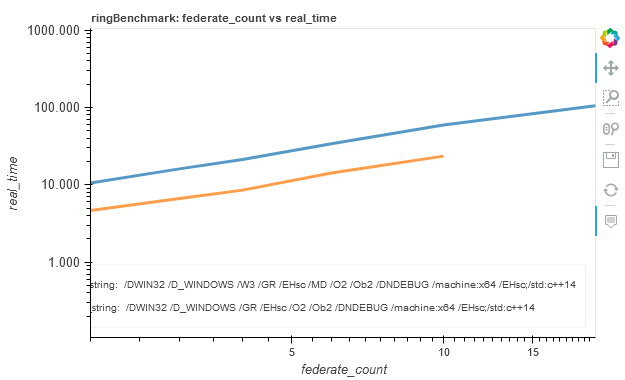 ringBenchmark: federate_count vs real_time
1000.000
100.000
10.000
1.000
real_time
string: /DWIN32 /D_WINDOWS /W3 /GR /EHsc /MD /O2 /Ob2 /DNDEBUG /machine:x64 /EHsc;/std:c++14
string: /DWIN32 /D_WINDOWS /GR /EHsc /O2 /Ob2 /DNDEBUG /machine:x64 /EHsc;/std:c++14
5
10
15
federate_count